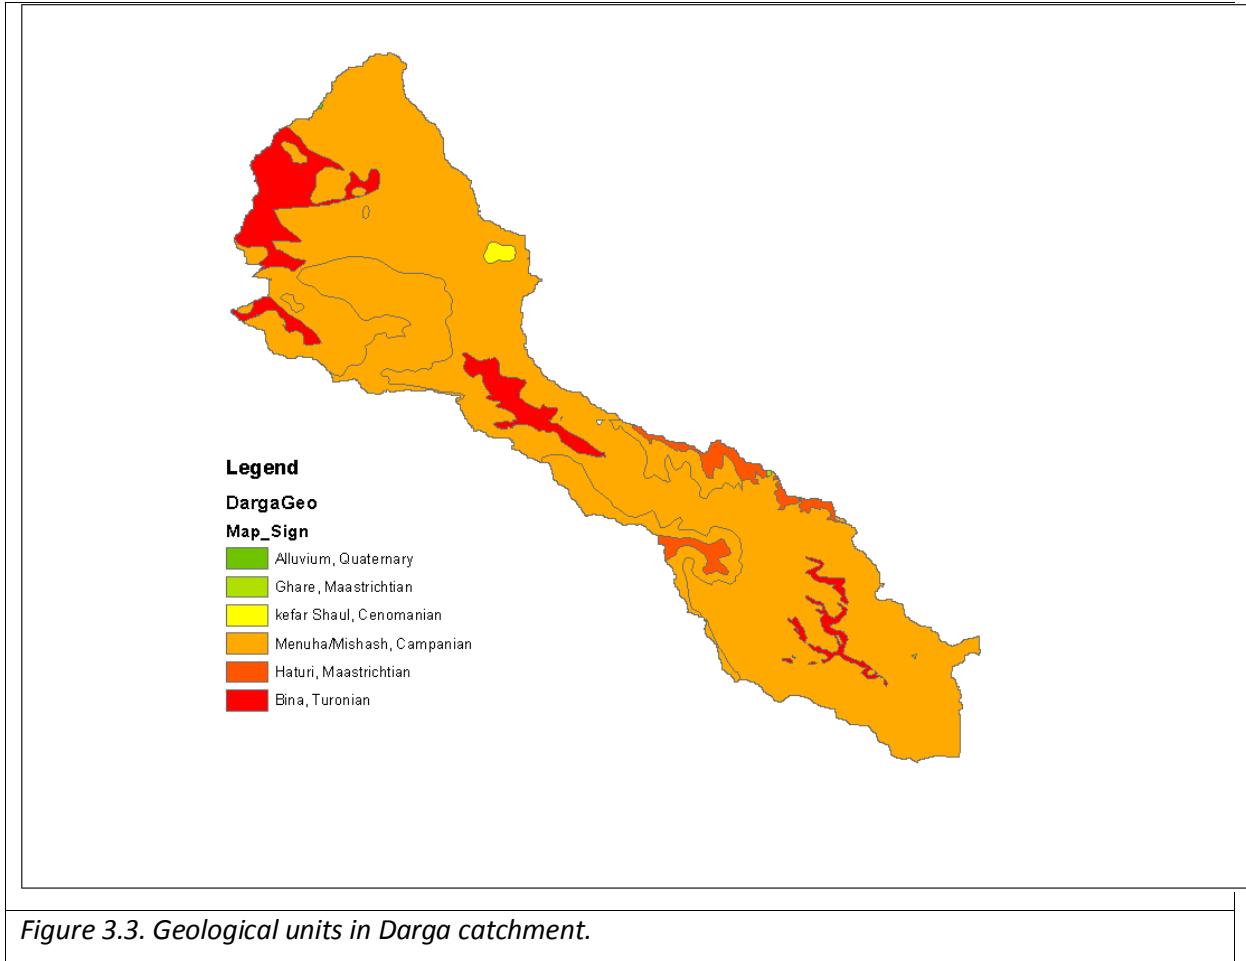 Legend
DargaGeo
Map_Sign
Alluvium, Quaternary
Ghare, Maastrichtian
kefar Shaul, Cenomanian
Menuha/Mishash, Campanian
Haturi, Maastrichtian
Bina, Turonian
Figure 3.3. Geological units in Darga catchment.